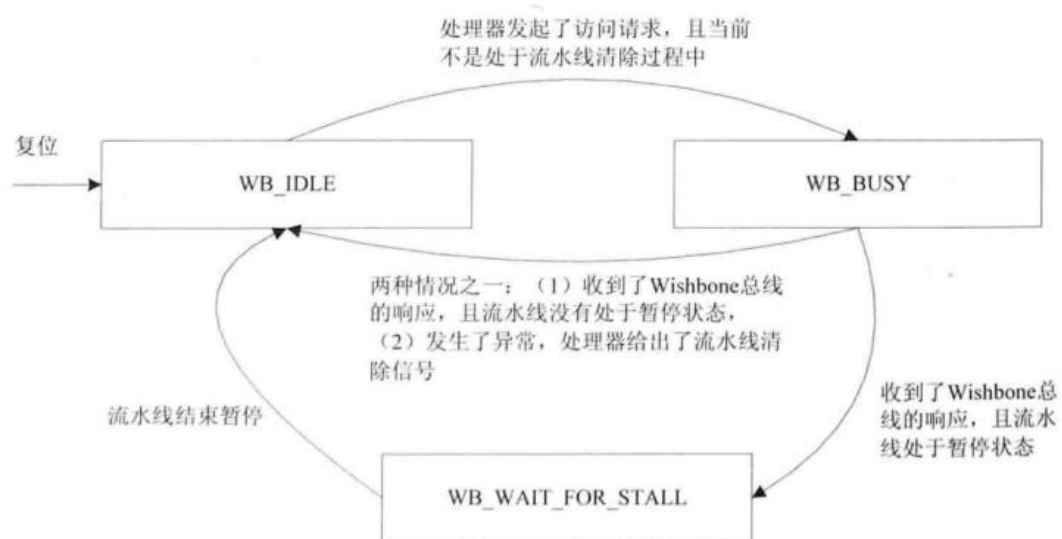 处理器发起了访问请求，且当前
不是处于流水线清除过程中
复位
WB_IDLE
WB_BUSY
两种情况之一：（1）收到了Wishbone总线
的响应，且流水线没有处于暂停状态，
（2）发生了异常，处理器给出了流水线清
除信号
收到了Wishbone总
线的响应，且流水
线处于暂停状态
流水线结束暂停
WB_WAIT_FOR_STALL